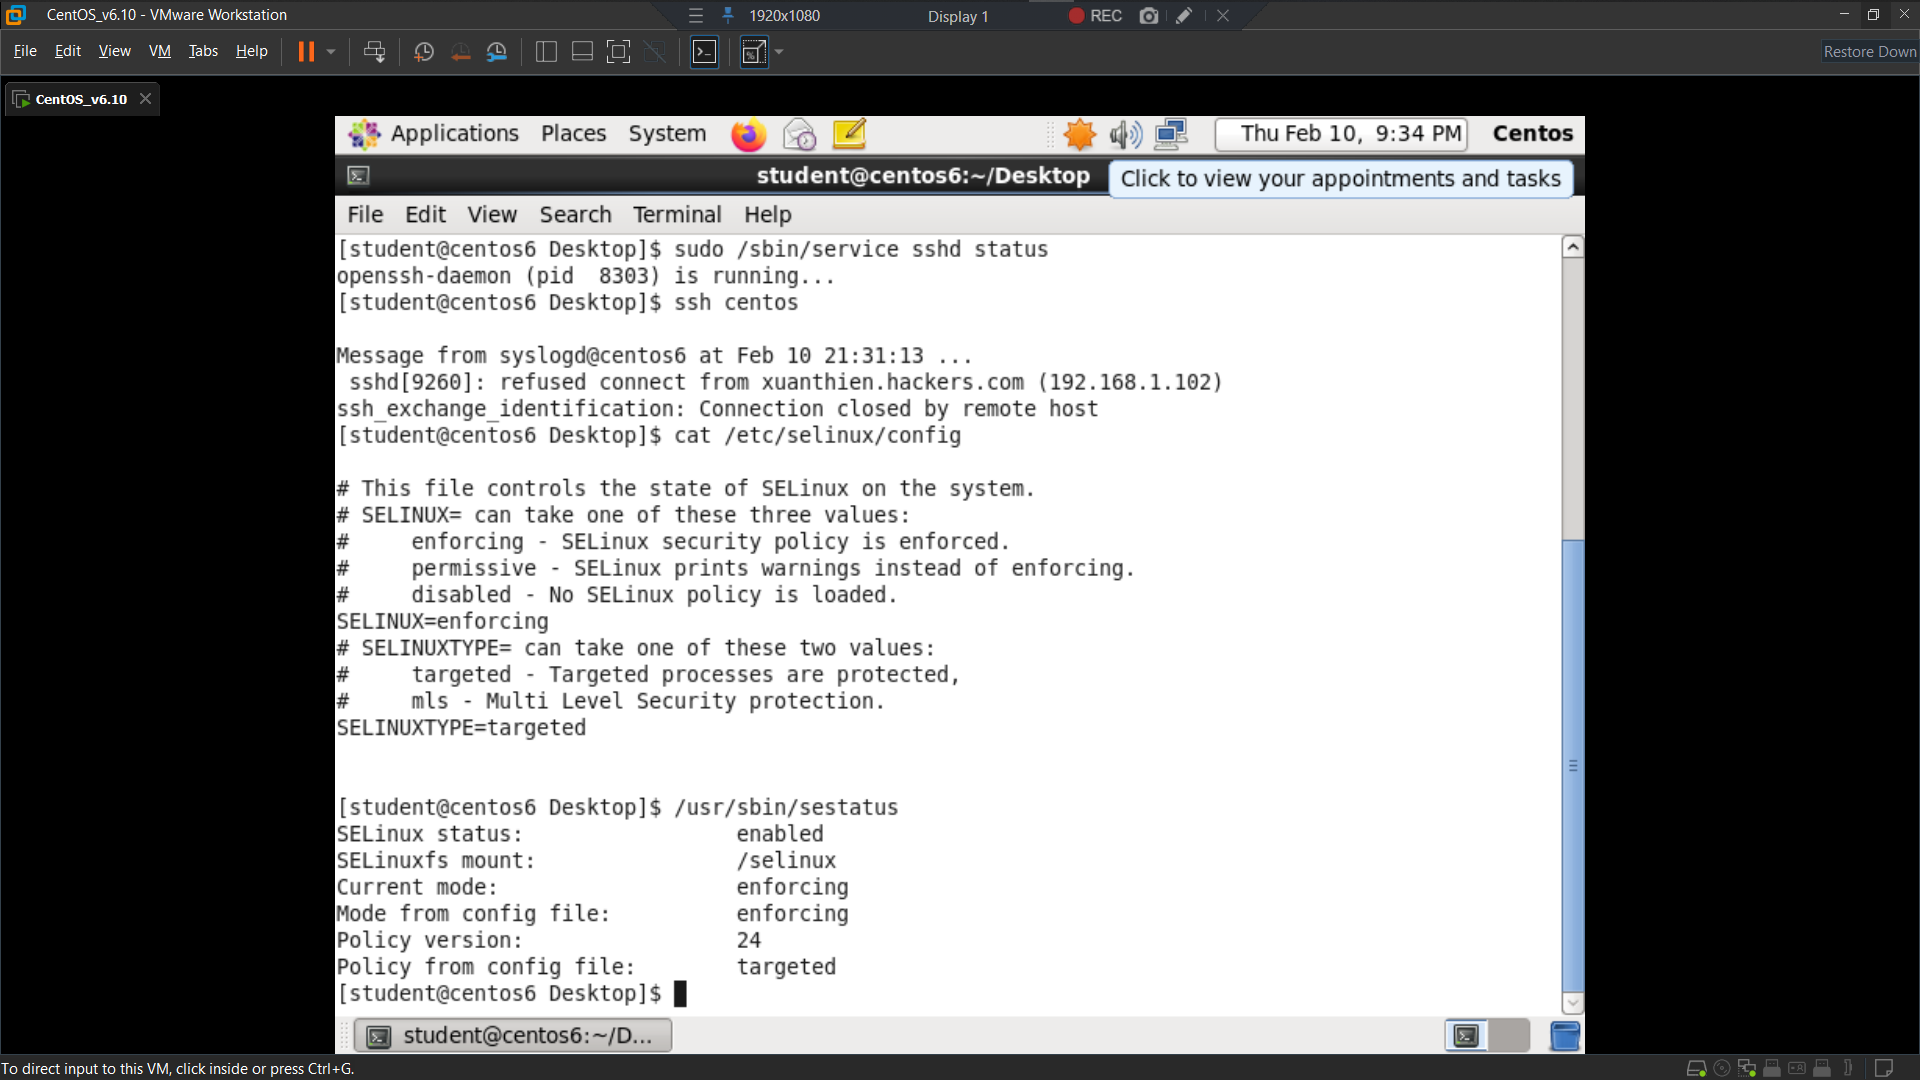 CentOS_v6.10 - VMware Workstation
1920x1080
Display 1
REC
File Edit View VM Tabs Help
Restore Down
CentOS_v6.10
Applications Places System
Thu Feb 10, 9:34 PM
Centos
student@centos6:~/Desktop
Click to view your appointments and tasks
File Edit View Search Terminal Help
[student@centos6 Desktop]$ sudo /sbin/service sshd status
openssh-daemon (pid  8303) is running...
[student@centos6 Desktop]$ ssh centos
Message from syslogd@centos6 at Feb 10 21:31:13 ...
 sshd[9260]: refused connect from xuanthien.hackers.com (192.168.1.102)
ssh_exchange_identification: Connection closed by remote host
[student@centos6 Desktop]$ cat /etc/selinux/config
# This file controls the state of SELinux on the system.
# SELINUX= can take one of these three values:
#     enforcing - SELinux security policy is enforced.
#     permissive - SELinux prints warnings instead of enforcing.
#     disabled - No SELinux policy is loaded.
SELINUX=enforcing
# SELINUXTYPE= can take one of these two values:
#     targeted - Targeted processes are protected,
#     mls - Multi Level Security protection.
SELINUXTYPE=targeted
[student@centos6 Desktop]$ /usr/sbin/sestatus
SELinux status:                 enabled
SELinuxfs mount:                /selinux
Current mode:                   enforcing
Mode from config file:          enforcing
Policy version:                 24
Policy from config file:        targeted
[student@centos6 Desktop]$
student@centos6:~/D...
To direct input to this VM, click inside or press Ctrl+G.